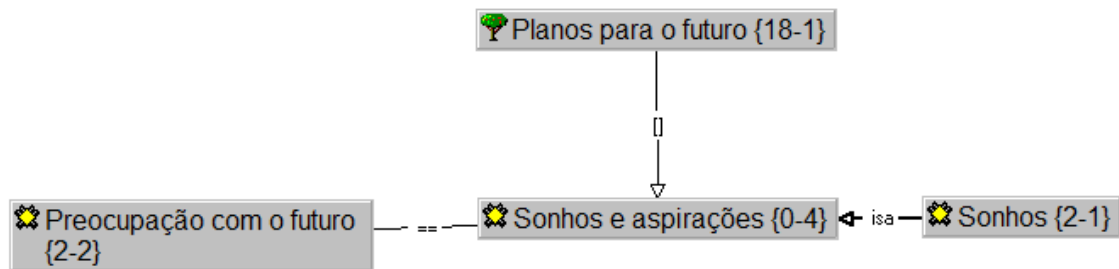 Planos para o futuro {18-1}
[]
Preocupação com o futuro
{2-2}
==
Sonhos e aspirações {0-4}
isa
Sonhos {2-1}